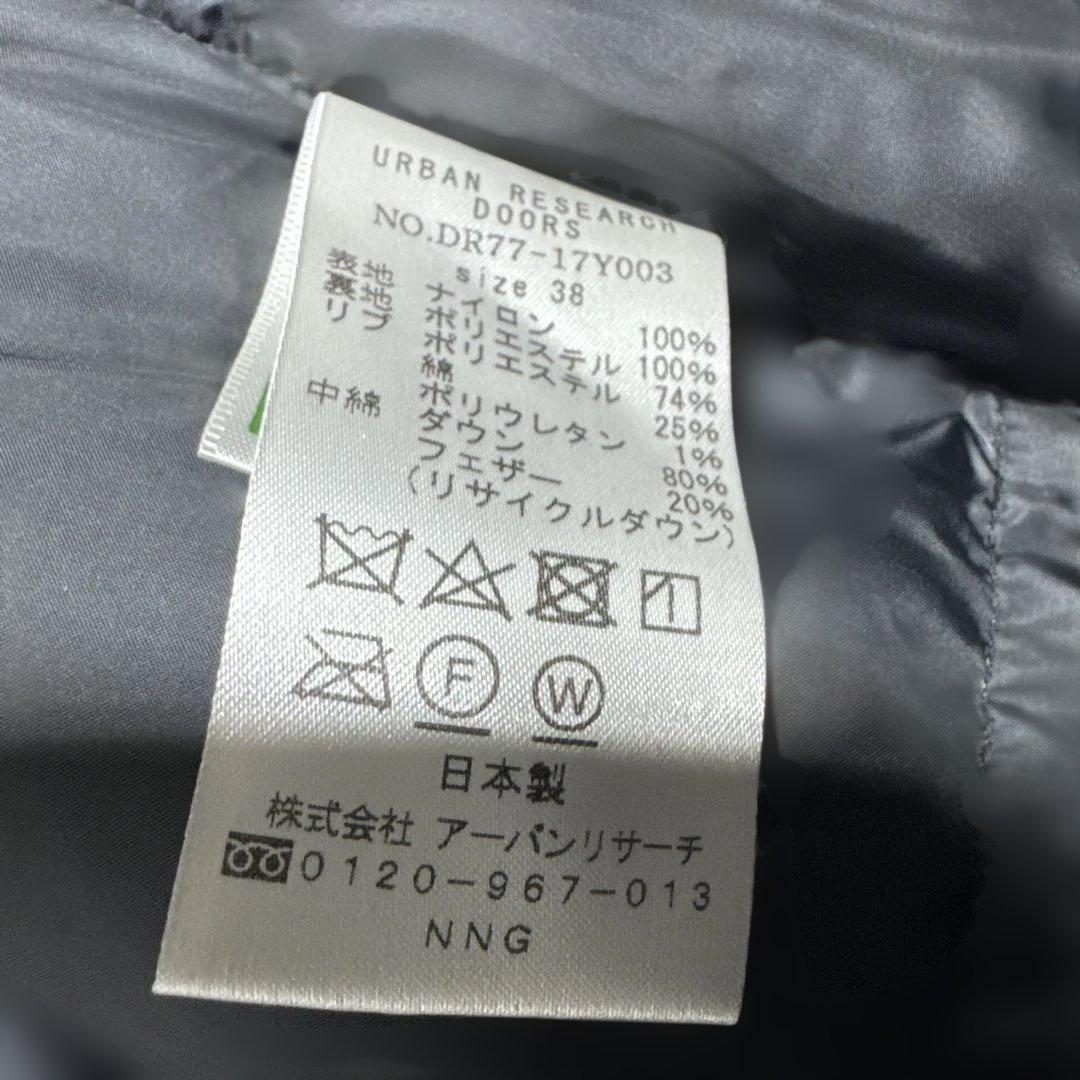 URBAN RESEARCH
DOORS
NO.DR77-17Y003
size 38
表地 ナイロン 100%
裏地 ポリエステル 100%
リブ ポリエステル 74%
綿 25%
ポリウレタン 1%
中綿 ダウン 80%
フェザー 20%
(リサイクルダウン)
1
F W
日本製
株式会社 アーバンリサーチ
0120-967-013
NNG